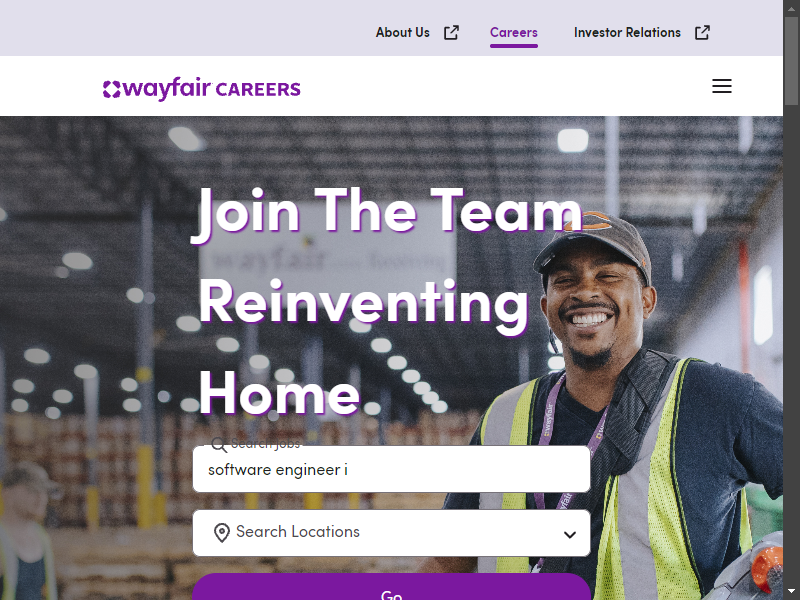 About Us
Careers
Investor Relations
wayfair CAREERS
Join The Team
Reinventing
Home
Search Jobs
software engineer i
Search Locations
Go